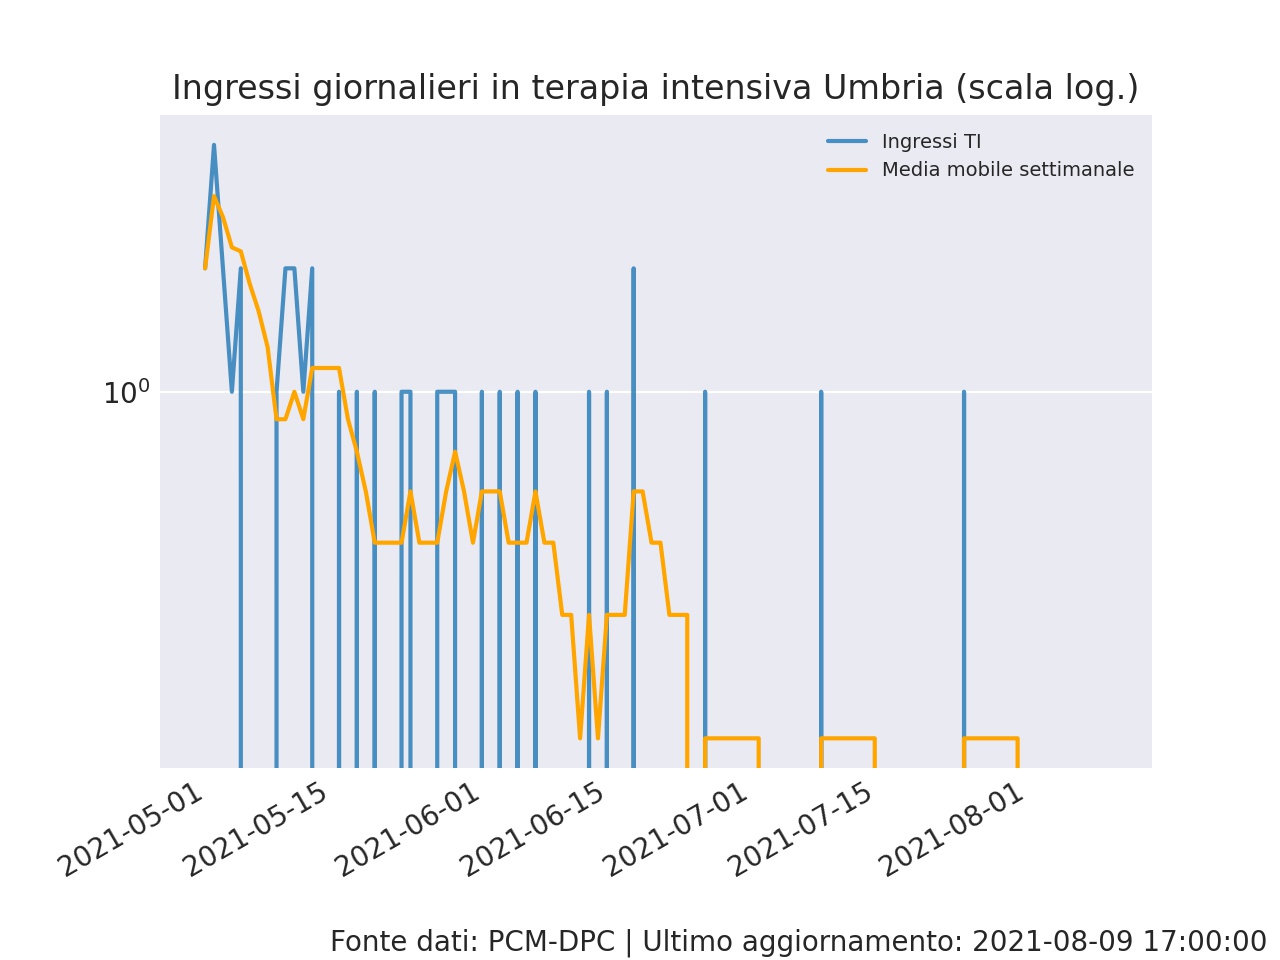 Ingressi giornalieri in terapia intensiva Umbria (scala log.)
Ingressi TI
Media mobile settimanale
10⁰
2021-05-01
2021-05-15
2021-06-01
2021-06-15
2021-07-01
2021-07-15
2021-08-01
Fonte dati: PCM-DPC | Ultimo aggiornamento: 2021-08-09 17:00:00